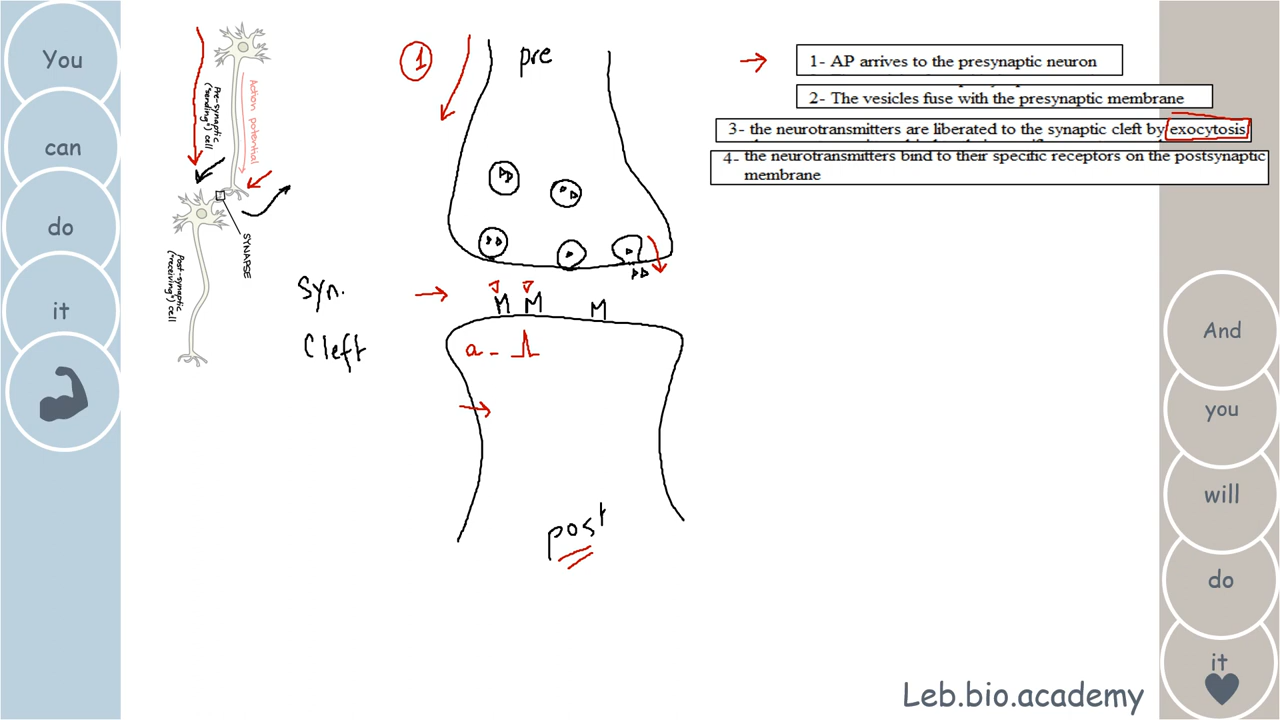 You
can
do
it
Pre-synaptic
("sending") cell
Action potential
SYNAPSE
Post-synaptic
("receiving") cell
1
pre
Syn.
Cleft
a -
post
1- AP arrives to the presynaptic neuron
2- The vesicles fuse with the presynaptic membrane
3- the neurotransmitters are liberated to the synaptic cleft by exocytosis
4- the neurotransmitters bind to their specific receptors on the postsynaptic
membrane
And
you
will
do
it
Leb.bio.academy